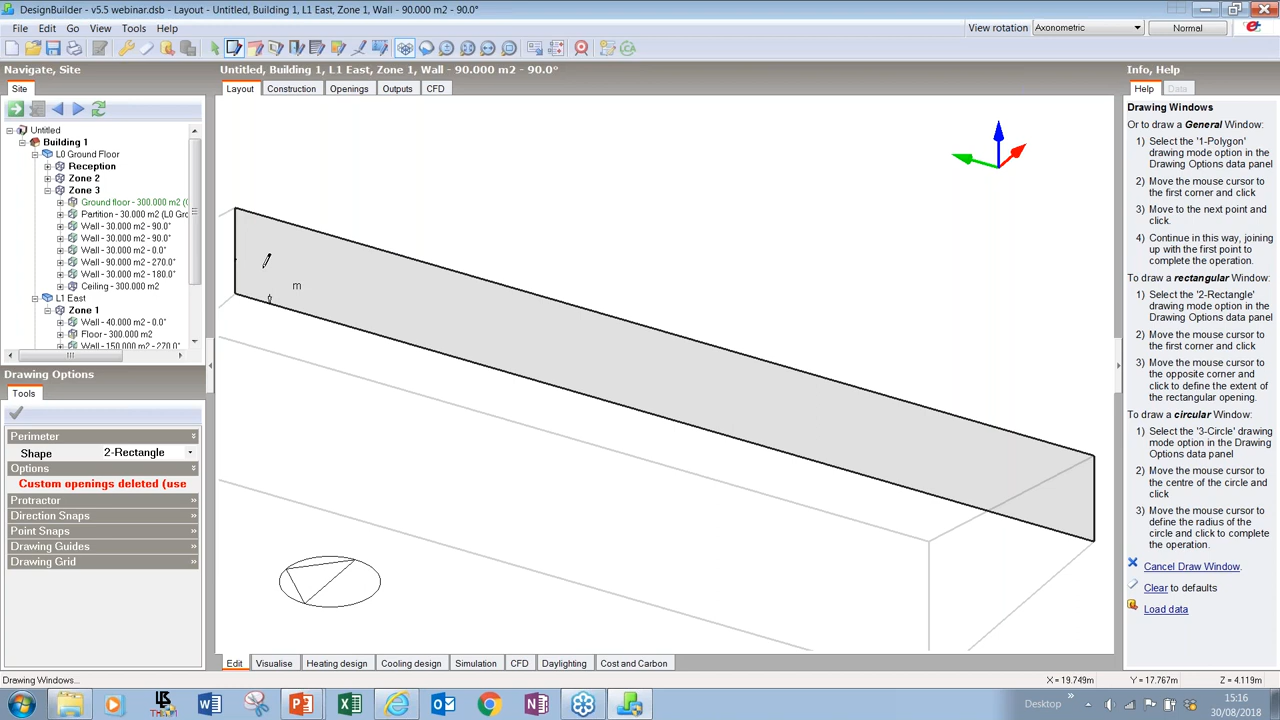 DesignBuilder - v5.5 webinar.dsb - Layout - Untitled, Building 1, L1 East, Zone 1, Wall - 90.000 m2 - 90.0°
File Edit Go View Tools Help
View rotation Axonometric Normal
Navigate, Site
Untitled, Building 1, L1 East, Zone 1, Wall - 90.000 m2 - 90.0°
Info, Help
Site
Layout Construction Openings Outputs CFD
Help Data
Untitled
Building 1
L0 Ground Floor
Reception
Zone 2
Zone 3
Ground floor - 300.000 m2 (
Partition - 30.000 m2 (L0 Gro
Wall - 30.000 m2 - 90.0°
Wall - 30.000 m2 - 90.0°
Wall - 30.000 m2 - 0.0°
Wall - 90.000 m2 - 270.0°
Wall - 30.000 m2 - 180.0°
Ceiling - 300.000 m2
L1 East
Zone 1
Wall - 40.000 m2 - 0.0°
Floor - 300.000 m2
Wall - 150.000 m2 - 270.0°
Drawing Options
Tools
Perimeter
Shape 2-Rectangle
Options
Custom openings deleted (use
Protractor
Direction Snaps
Point Snaps
Drawing Guides
Drawing Grid
m
Drawing Windows
Or to draw a General Window:
1) Select the '1-Polygon'
drawing mode option in the
Drawing Options data panel
2) Move the mouse cursor to
the first corner and click
3) Move to the next point and
click.
4) Continue in this way, joining
up with the first point to
complete the operation.
To draw a rectangular Window:
1) Select the '2-Rectangle'
drawing mode option in the
Drawing Options data panel
2) Move the mouse cursor to
the first corner and click
3) Move the mouse cursor to
the opposite corner and
click to define the extent of
the rectangular opening.
To draw a circular Window:
1) Select the '3-Circle' drawing
mode option in the Drawing
Options data panel
2) Move the mouse cursor to
the centre of the circle and
click
3) Move the mouse cursor to
define the radius of the
circle and click to complete
the operation.
Cancel Draw Window.
Clear to defaults
Load data
Edit Visualise Heating design Cooling design Simulation CFD Daylighting Cost and Carbon
Drawing Windows...
X = 19.749m Y = 17.767m Z = 4.119m
Desktop
15:16
30/08/2018